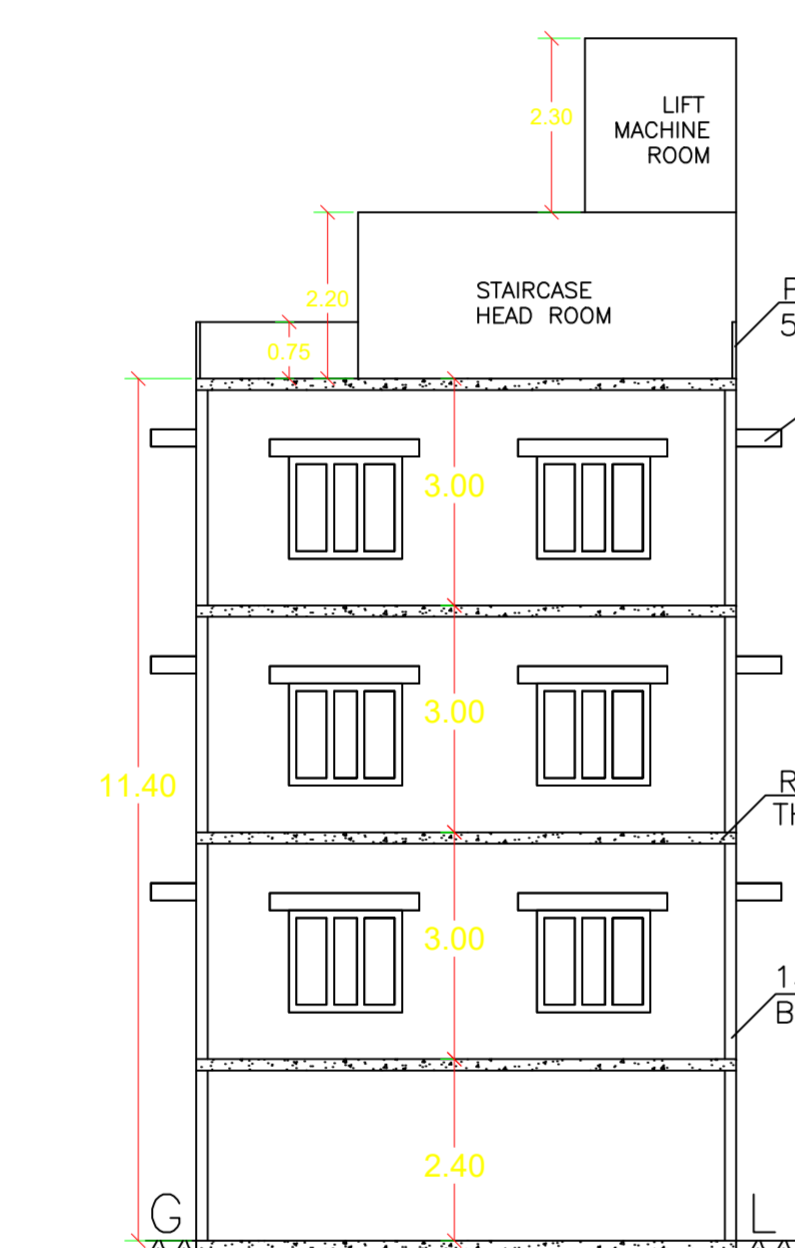 LIFT
MACHINE
ROOM
2.30
STAIRCASE
HEAD ROOM
2.20
0.75
3.00
3.00
11.40
3.00
2.40
G
L